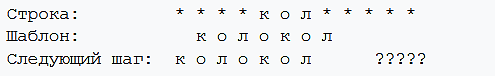 Строка: * * * * к о л * * * * *
Шаблон: к о л о к о л
Следующий шаг: к о л о к о л ?????